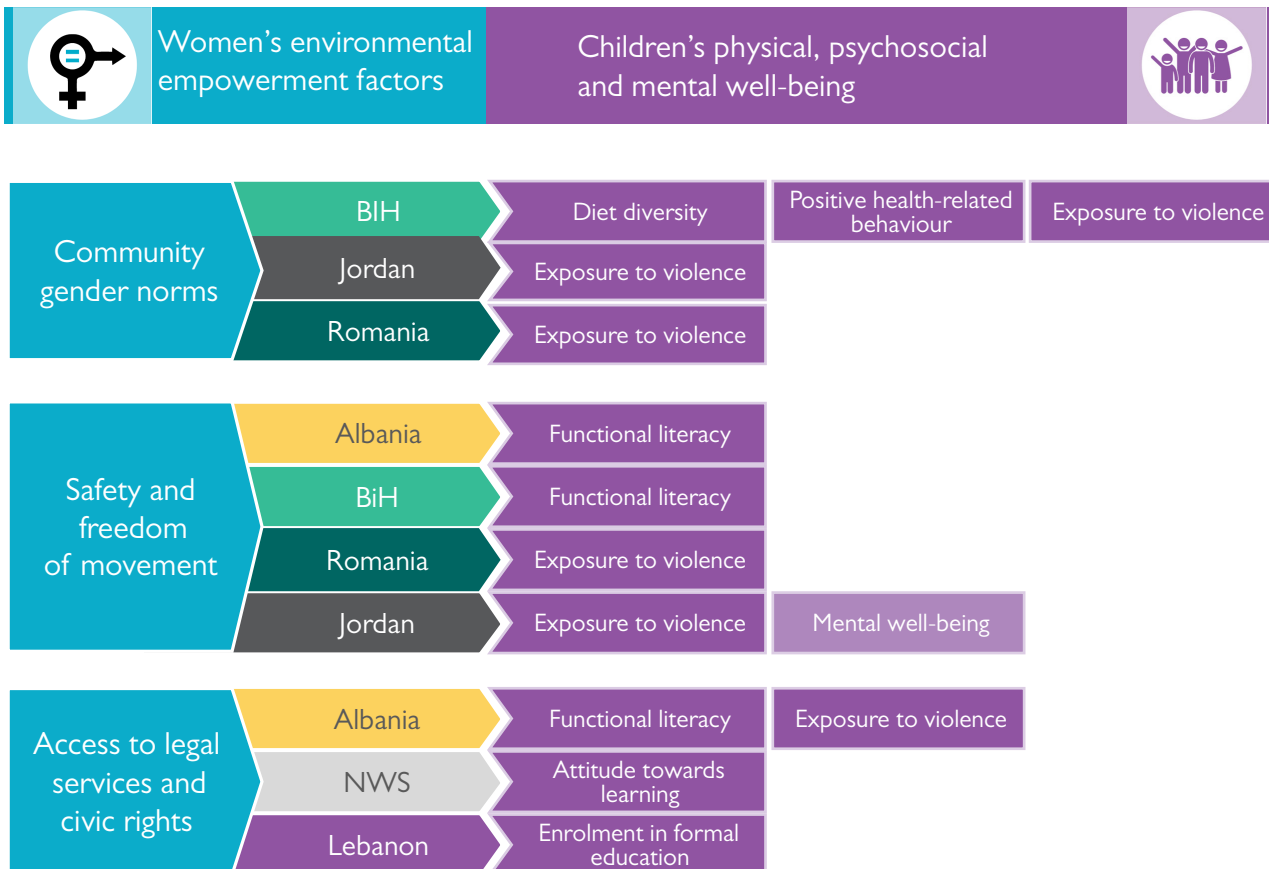 Women’s environmental
empowerment factors
Children’s physical, psychosocial
and mental well-being
Community
gender norms
BIH
Diet diversity
Positive health-related
behaviour
Exposure to violence
Jordan
Exposure to violence
Romania
Exposure to violence
Safety and
freedom
of movement
Albania
Functional literacy
BiH
Functional literacy
Romania
Exposure to violence
Jordan
Exposure to violence
Mental well-being
Access to legal
services and
civic rights
Albania
Functional literacy
Exposure to violence
NWS
Attitude towards
learning
Lebanon
Enrolment in formal
education